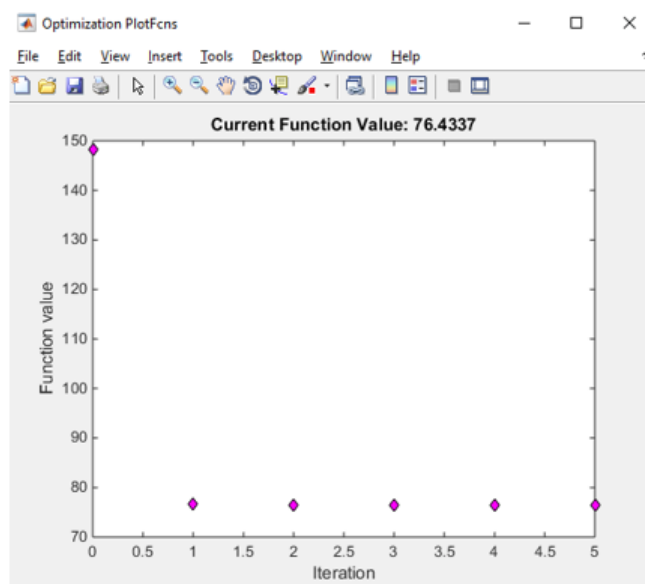 Optimization PlotFcns
File Edit View Insert Tools Desktop Window Help
Current Function Value: 76.4337
150
140
130
120
110
100
90
80
70
Function value
0 0.5 1 1.5 2 2.5 3 3.5 4 4.5 5
Iteration